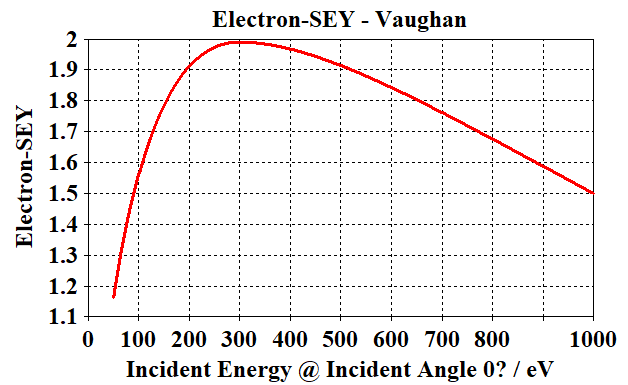 Electron-SEY - Vaughan
2
1.9
1.8
1.7
1.6
1.5
1.4
1.3
1.2
1.1
Electron-SEY
0 100 200 300 400 500 600 700 800 1000
Incident Energy @ Incident Angle 0? / eV